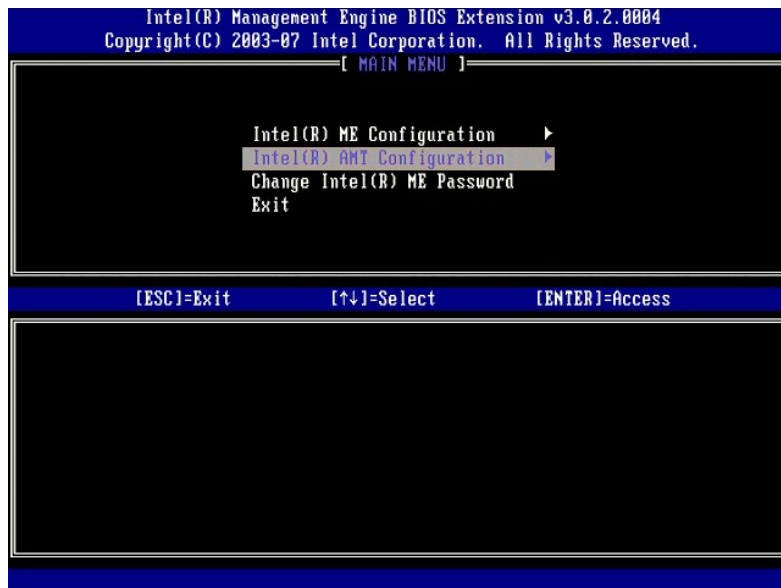 Intel(R) Management Engine BIOS Extension v3.0.2.0004
Copyright(C) 2003-07 Intel Corporation. All Rights Reserved.
[ MAIN MENU ]
Intel(R) ME Configuration ►
Intel(R) AMT Configuration ►
Change Intel(R) ME Password
Exit
[ESC]=Exit [↑↓]=Select [ENTER]=Access